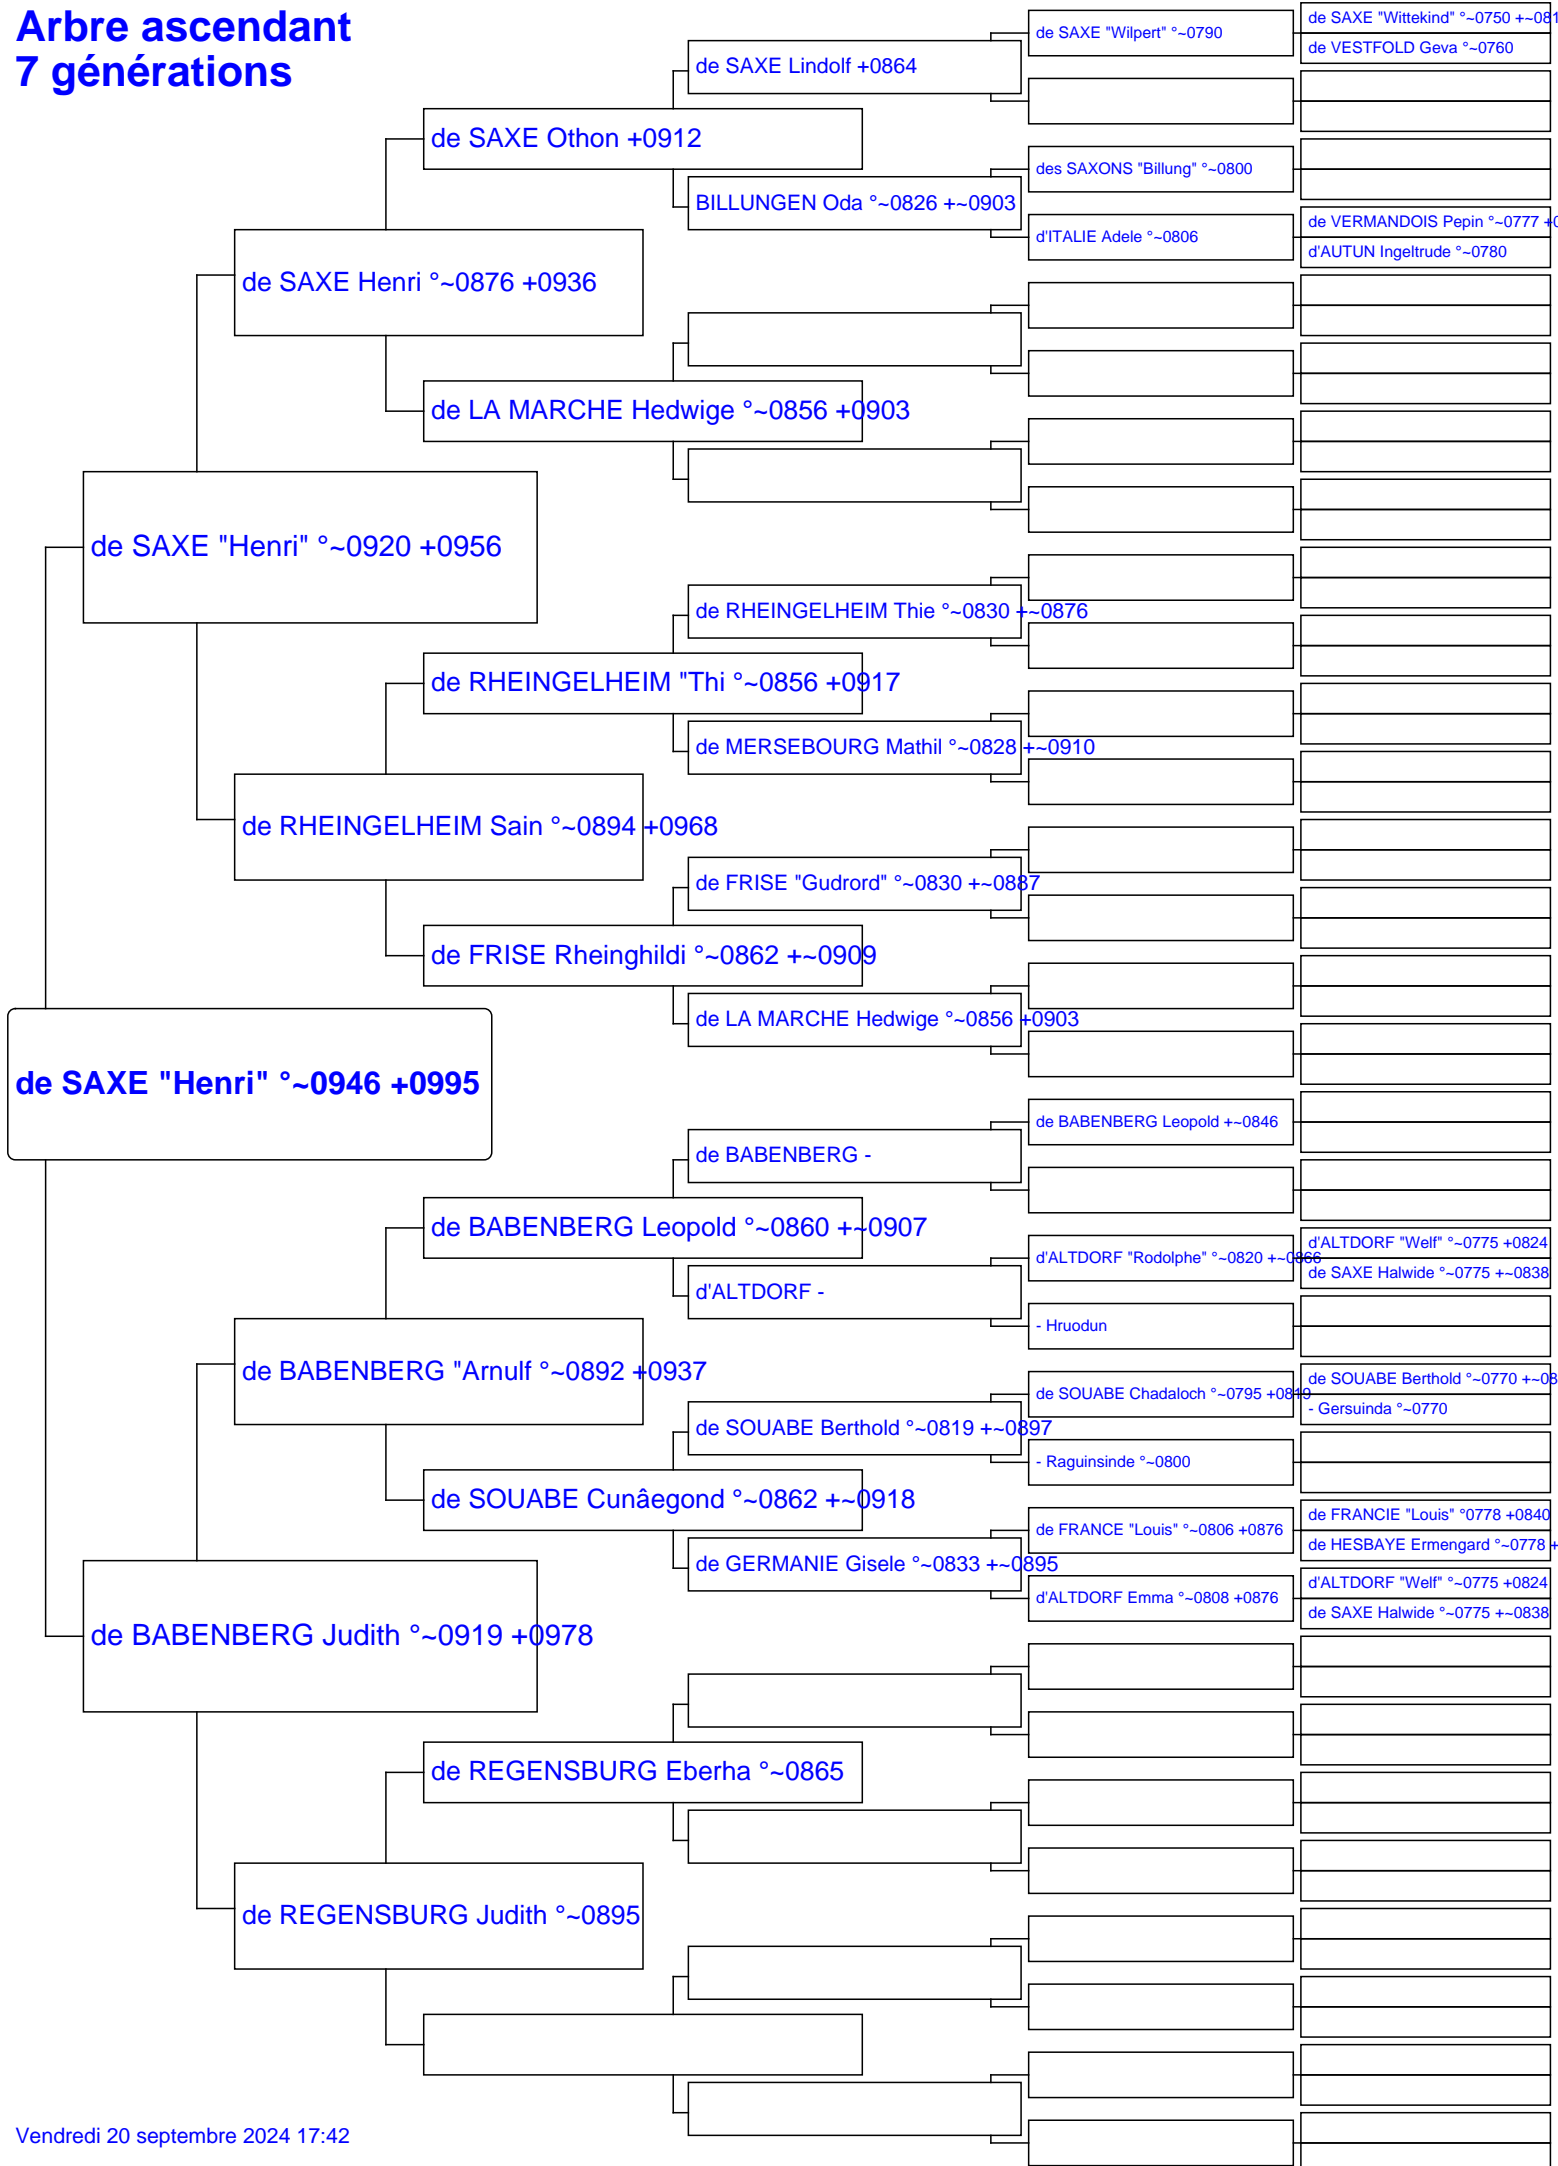 Arbre ascendant
7 générations
de SAXE "Wilpert" °~0790
de SAXE "Wittekind" °~0750 +~081
de VESTFOLD Geva °~0760
de SAXE Lindolf +0864
de SAXE Othon +0912
des SAXONS "Billung" °~0800
BILLUNGEN Oda °~0826 +~0903
d'ITALIE Adele °~0806
de VERMANDOIS Pepin °~0777 +0
d'AUTUN Ingeltrude °~0780
de SAXE Henri °~0876 +0936
de LA MARCHE Hedwige °~0856 +0903
de SAXE "Henri" °~0920 +0956
de RHEINGELHEIM Thie °~0830 +~0876
de RHEINGELHEIM "Thi °~0856 +0917
de MERSEBOURG Mathil °~0828 +~0910
de RHEINGELHEIM Sain °~0894 +0968
de FRISE "Gudrord" °~0830 +~0887
de FRISE Rheinghildi °~0862 +~0909
de LA MARCHE Hedwige °~0856 +0903
de SAXE "Henri" °~0946 +0995
de BABENBERG Leopold +~0846
de BABENBERG -
de BABENBERG Leopold °~0860 +~0907
d'ALTDORF "Rodolphe" °~0820 +~0866
d'ALTDORF "Welf" °~0775 +0824
de SAXE Halwide °~0775 +~0838
d'ALTDORF -
- Hruodun
de BABENBERG "Arnulf °~0892 +0937
de SOUABE Chadaloch °~0795 +0819
de SOUABE Berthold °~0770 +~08
- Gersuinda °~0770
de SOUABE Berthold °~0819 +~0897
- Raguinsinde °~0800
de SOUABE Cunâegond °~0862 +~0918
de FRANCE "Louis" °~0806 +0876
de FRANCIE "Louis" °0778 +0840
de HESBAYE Ermengard °~0778 +
de GERMANIE Gisele °~0833 +~0895
d'ALTDORF Emma °~0808 +0876
d'ALTDORF "Welf" °~0775 +0824
de SAXE Halwide °~0775 +~0838
de BABENBERG Judith °~0919 +0978
de REGENSBURG Eberha °~0865
de REGENSBURG Judith °~0895
Vendredi 20 septembre 2024 17:42